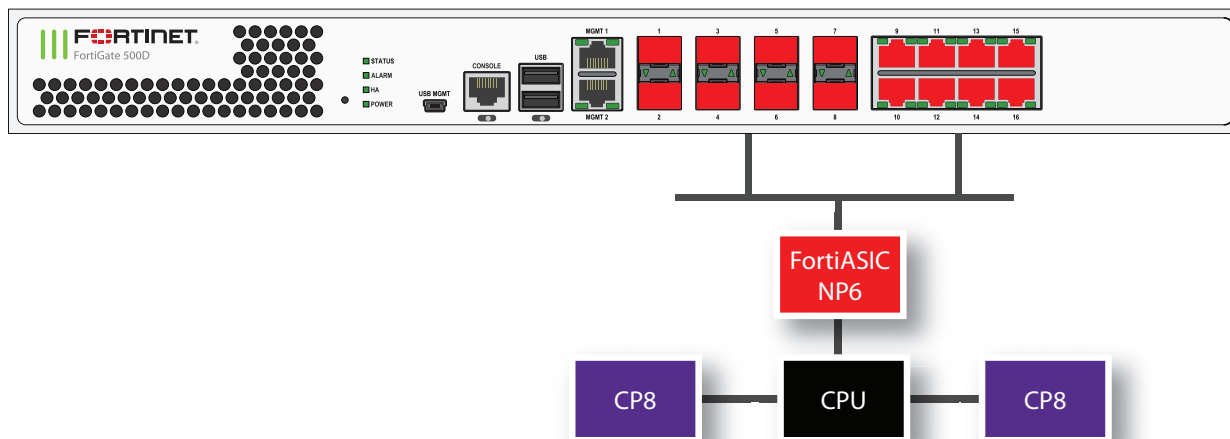 FORTINET
FortiGate 500D
STATUS
ALARM
HA
POWER
USB MGMT
CONSOLE
USB
MGMT 1
MGMT 2
1 3 5 7
2 4 6 8
9 11 13 15
10 12 14 16
FortiASIC
NP6
CP8
CPU
CP8